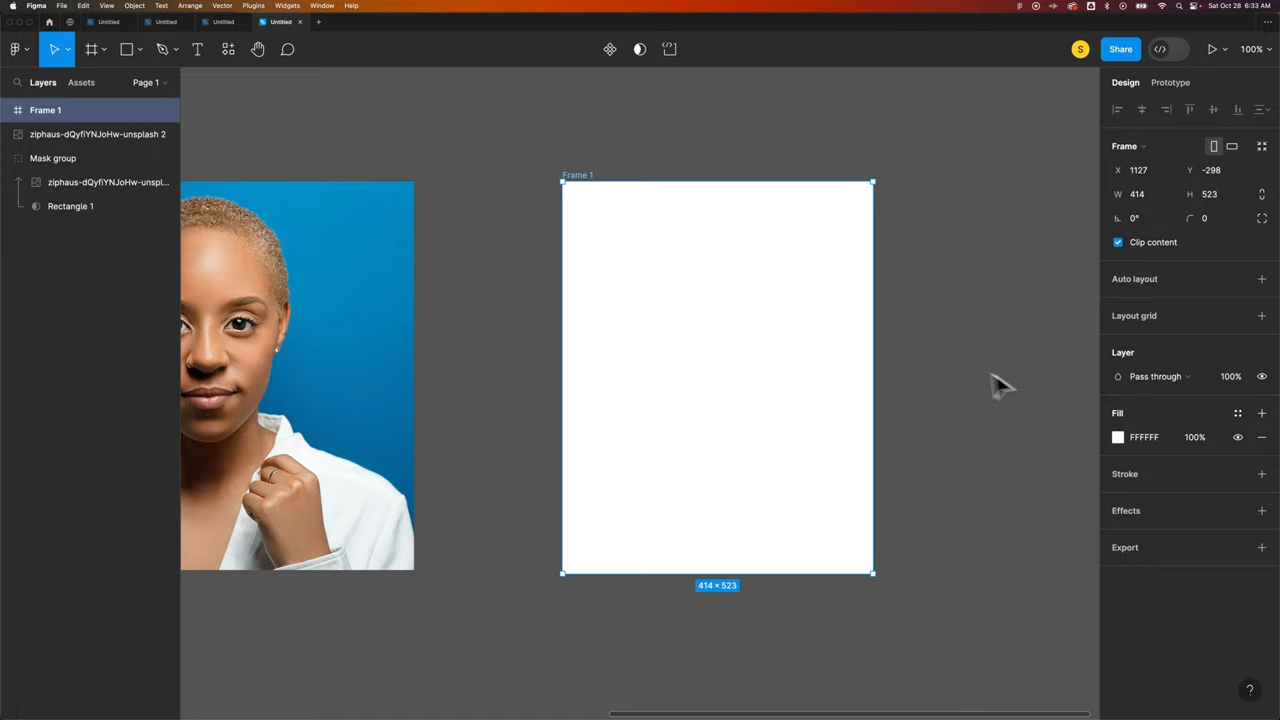 Figma File Edit View Object Text Arrange Vector Plugins Widgets Window Help Sat Oct 28 6:33 AM
Untitled Untitled Untitled Untitled
S Share 100%
Layers Assets Page 1
Design Prototype
Frame 1
ziphaus-dQyfiYNJoHw-unsplash 2
Mask group
ziphaus-dQyfiYNJoHw-unspl...
Rectangle 1
Frame 1
414 × 523
Frame
X 1127 Y -298
W 414 H 523
0° 0
Clip content
Auto layout
Layout grid
Layer
Pass through 100%
Fill
FFFFFF 100%
Stroke
Effects
Export
?